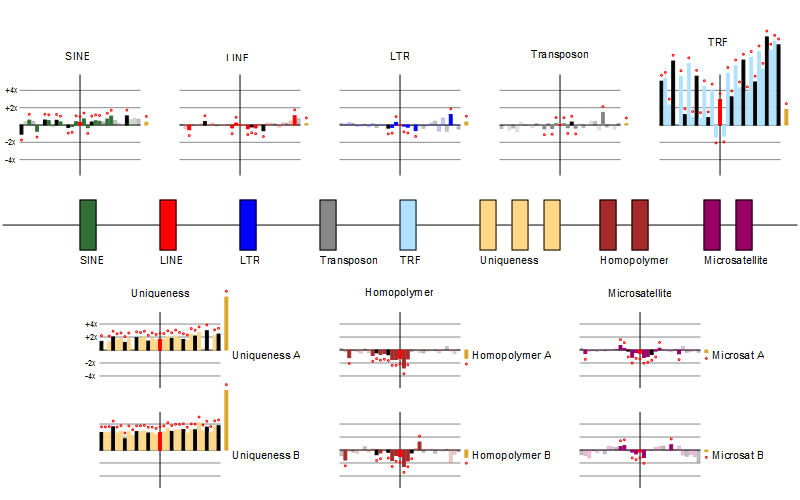 SINE
LINE
LTR
Transposon
TRF
+4x
+2x
−2x
−4x
SINE
LINE
LTR
Transposon
TRF
Uniqueness
Homopolymer
Microsatellite
Uniqueness
Homopolymer
Microsatellite
+4x
+2x
−2x
−4x
Uniqueness A
Homopolymer A
Microsat A
Uniqueness B
Homopolymer B
Microsat B